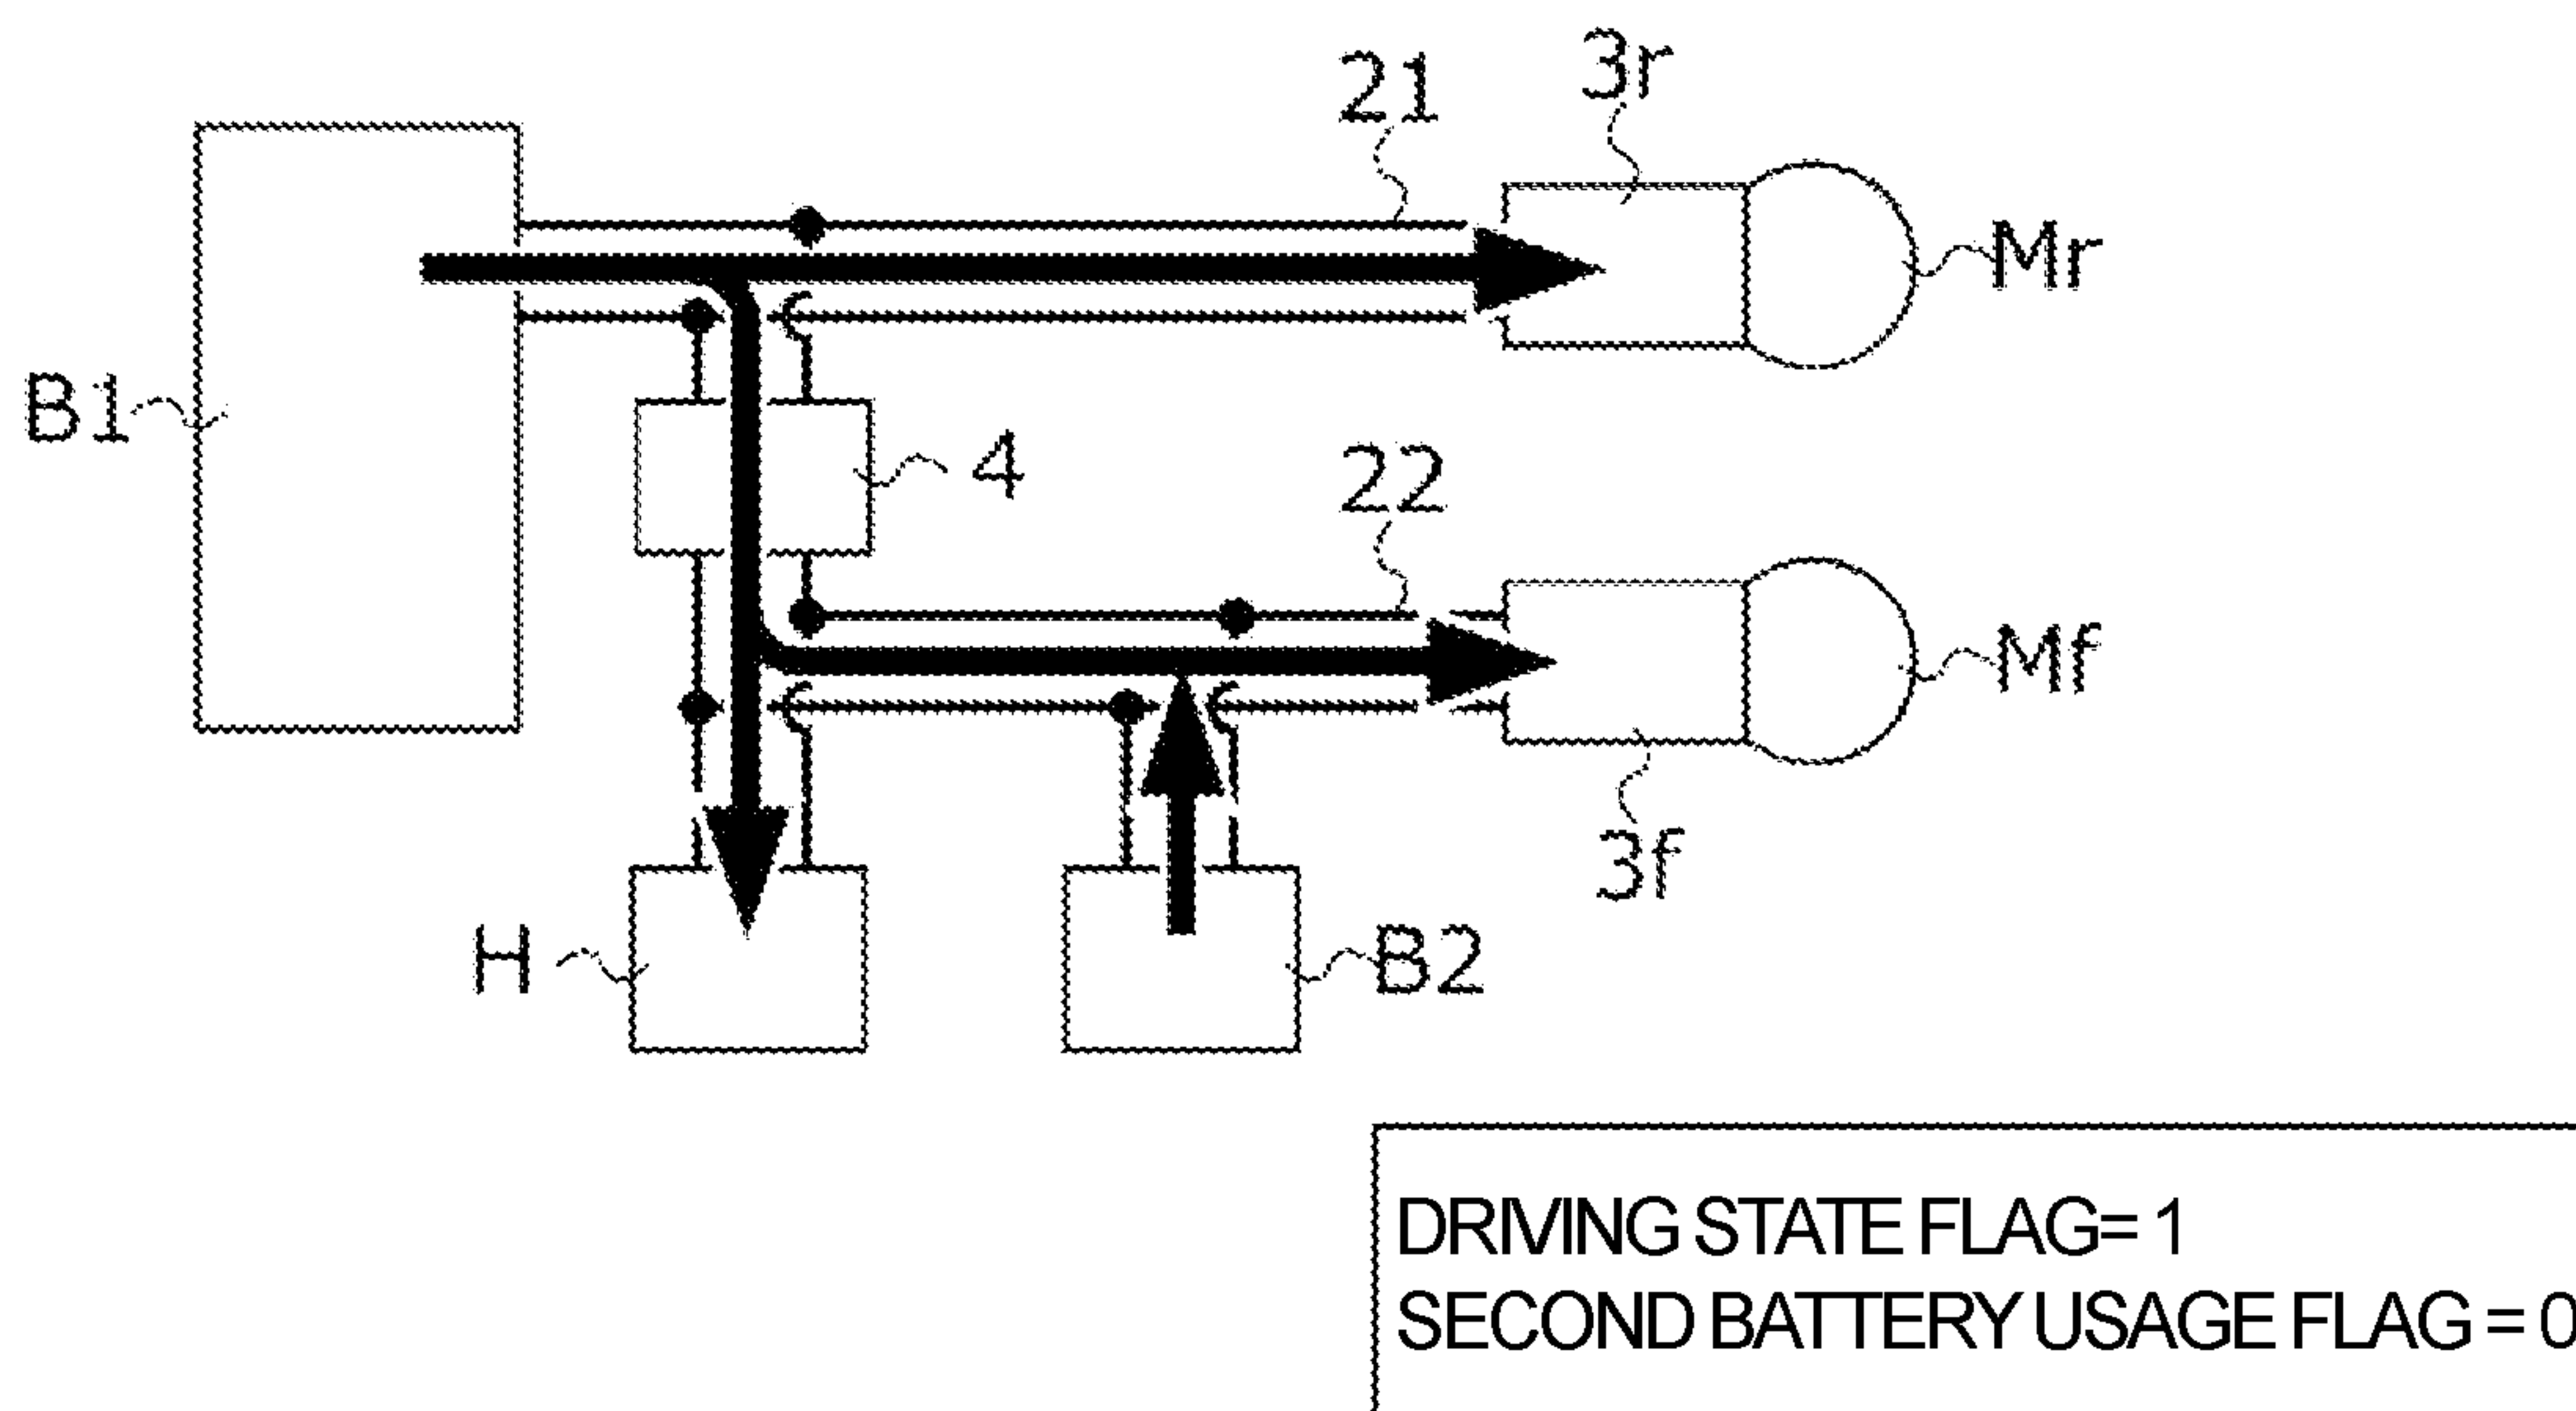 21
3r
Mr
B1
4
22
Mf
3f
H
B2
DRIVING STATE FLAG= 1
SECOND BATTERY USAGE FLAG = 0